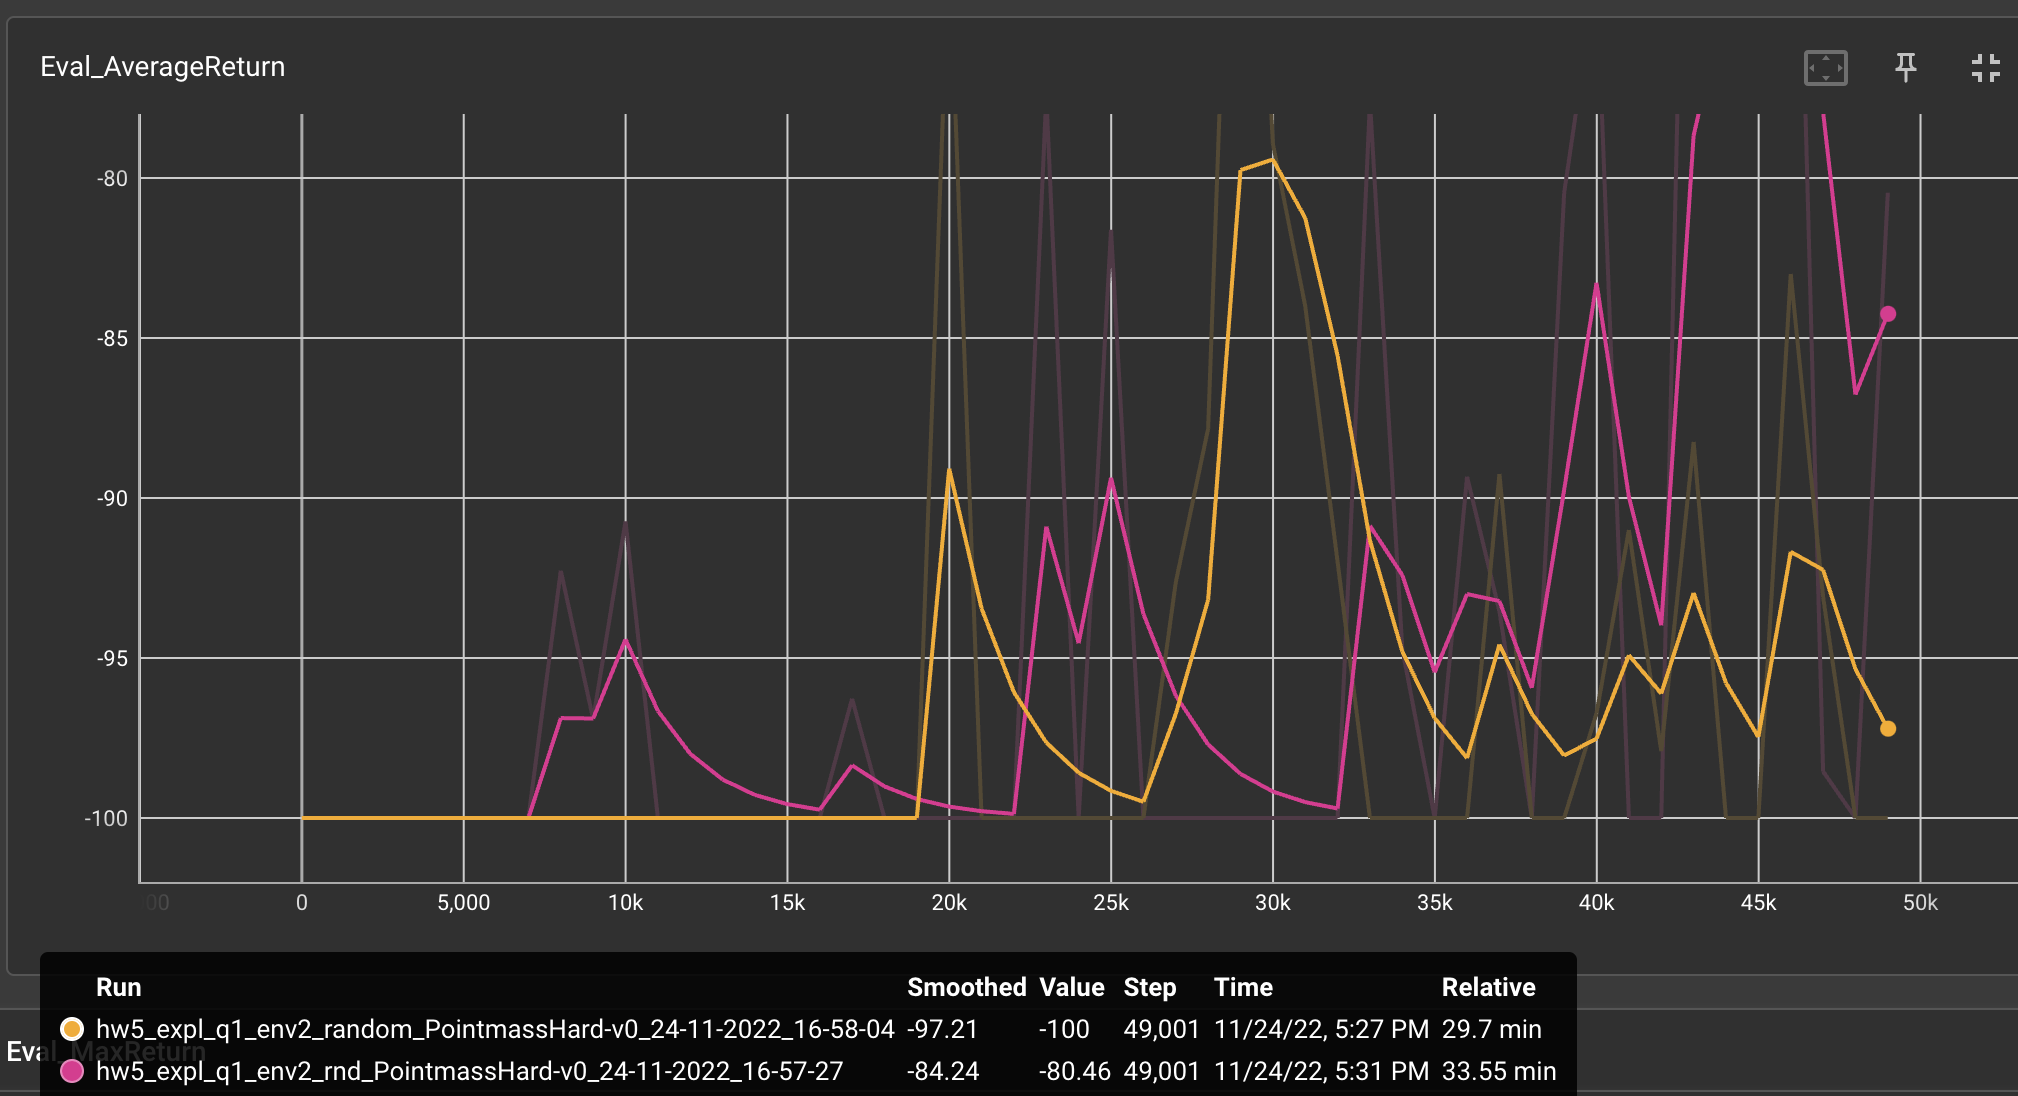 Eval_AverageReturn
-80
-85
-90
-95
-100
00 0 5,000 10k 15k 20k 25k 30k 35k 40k 45k 50k
Run Smoothed Value Step Time Relative
hw5_expl_q1_env2_random_PointmassHard-v0_24-11-2022_16-58-04 -97.21 -100 49,001 11/24/22, 5:27 PM 29.7 min
Eval_MaxReturn
hw5_expl_q1_env2_rnd_PointmassHard-v0_24-11-2022_16-57-27 -84.24 -80.46 49,001 11/24/22, 5:31 PM 33.55 min